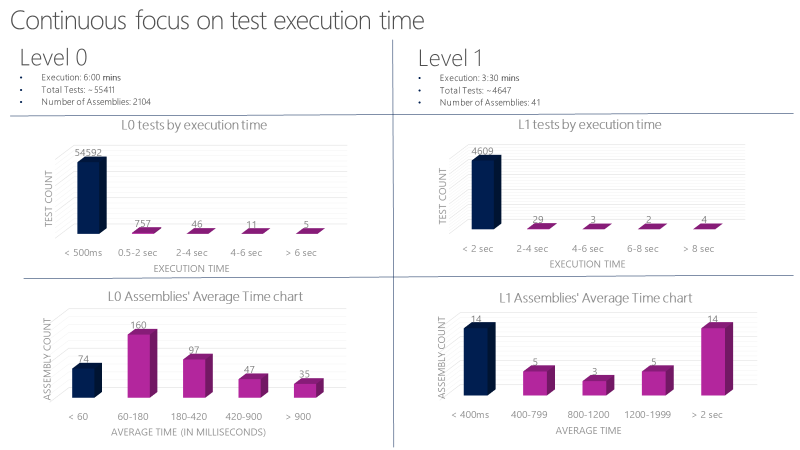 Continuous focus on test execution time
Level 0
• Execution: 6:00 mins
• Total Tests: ~55411
• Number of Assemblies: 2104
Level 1
• Execution: 3:30 mins
• Total Tests: ~4647
• Number of Assemblies: 41
L0 tests by execution time
TEST COUNT
54592
757
46
11
5
< 500ms
0.5-2 sec
2-4 sec
4-6 sec
> 6 sec
EXECUTION TIME
L1 tests by execution time
TEST COUNT
4609
29
3
2
4
< 2 sec
2-4 sec
4-6 sec
6-8 sec
> 8 sec
EXECUTION TIME
L0 Assemblies' Average Time chart
ASSEMBLY COUNT
74
160
97
47
35
< 60
60-180
180-420
420-900
> 900
AVERAGE TIME (IN MILLISECONDS)
L1 Assemblies' Average Time chart
ASSEMBLY COUNT
14
5
3
5
14
< 400ms
400-799
800-1200
1200-1999
> 2 sec
AVERAGE TIME